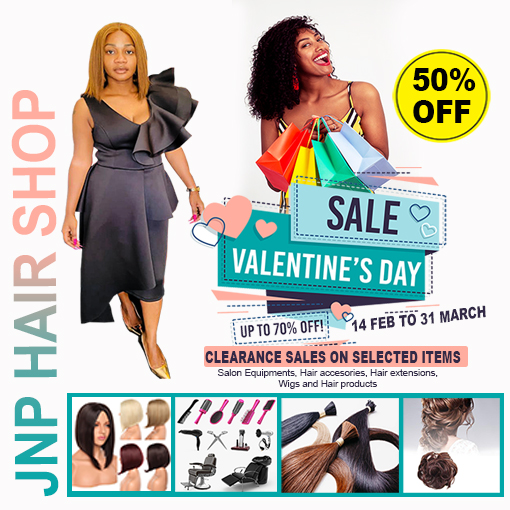 JNP HAIR SHOP
50%
OFF
SALE
VALENTINE'S DAY
UP TO 70% OFF!
14 FEB TO 31 MARCH
CLEARANCE SALES ON SELECTED ITEMS
Salon Equipments, Hair accesories, Hair extensions,
Wigs and Hair products